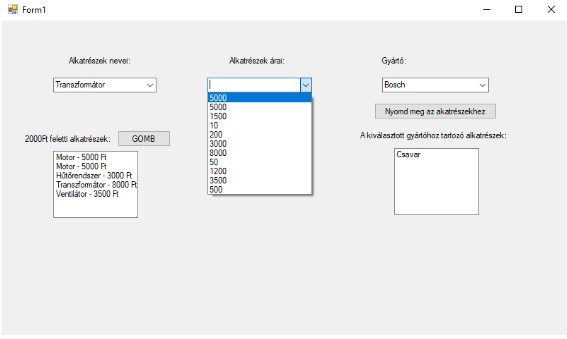 Form1
Alkatrészek nevei:
Alkatrészek árai:
Gyártó:
Transzformátor
Bosch
5000
5000
1500
10
200
3000
8000
50
1200
3500
500
Nyomd meg az akatrészekhez
2000Ft feletti alkatrészek:
GOMB
A kiválasztott gyártóhoz tartozó alkatrészek:
Motor - 5000 Ft
Motor - 5000 Ft
Hűtőrendszer - 3000 Ft
Transzformátor - 8000 Ft
Ventilátor - 3500 Ft
Csavar